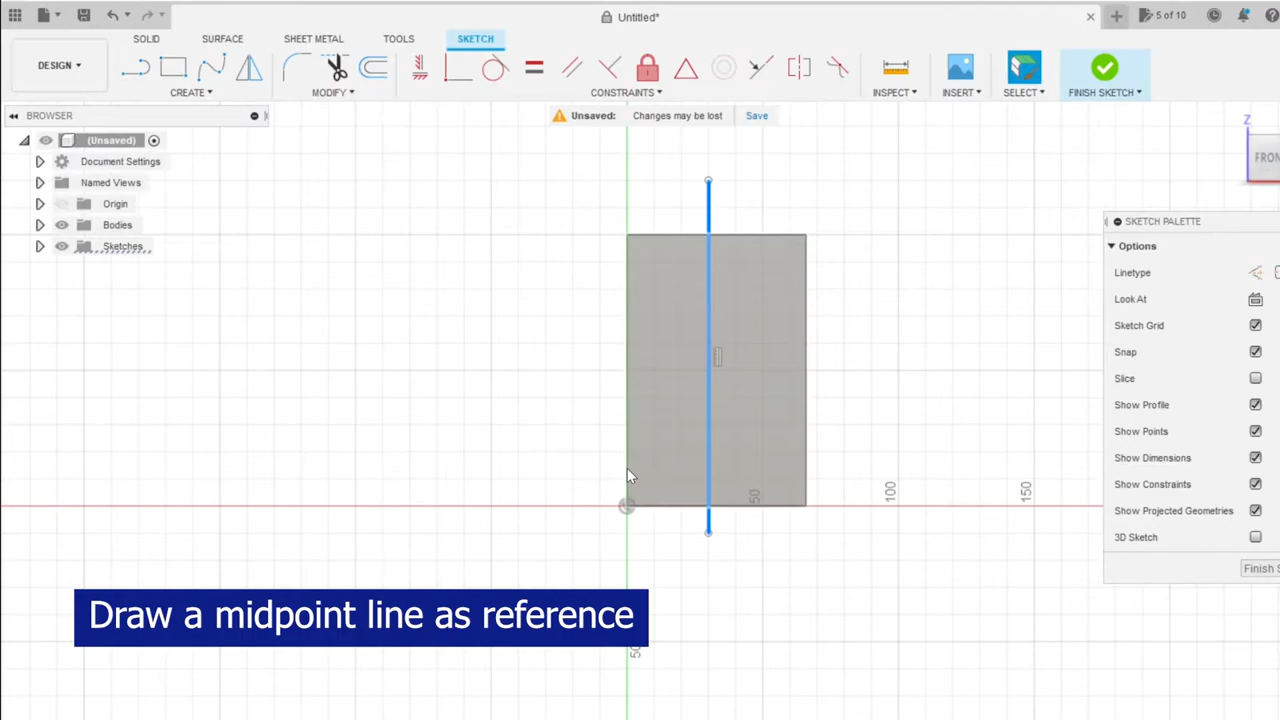 Untitled*
5 of 10
SOLID
SURFACE
SHEET METAL
TOOLS
SKETCH
DESIGN
CREATE
MODIFY
CONSTRAINTS
INSPECT
INSERT
SELECT
FINISH SKETCH
BROWSER
Unsaved: Changes may be lost Save
(Unsaved)
Document Settings
Named Views
Origin
Bodies
Sketches
Z
FRON
SKETCH PALETTE
Options
Linetype
Look At
Sketch Grid
Snap
Slice
Show Profile
Show Points
Show Dimensions
Show Constraints
Show Projected Geometries
3D Sketch
Finish S
50
100
150
50
Draw a midpoint line as reference